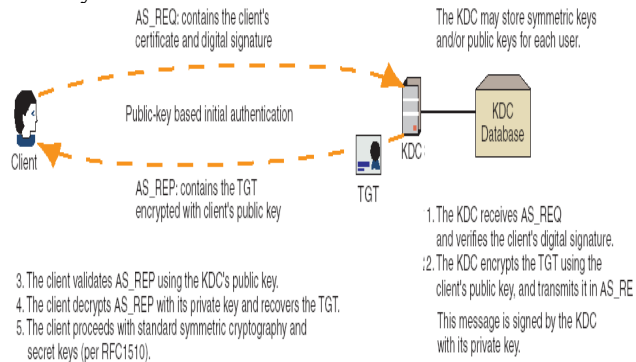 AS_REQ: contains the client's
certificate and digital signature
The KDC may store symmetric keys
and/or public keys for each user.
Public-key based initial authentication
Client
KDC
KDC
Database
TGT
AS_REP: contains the TGT
encrypted with client's public key
1. The KDC receives AS_REQ
and verifies the client's digital signature.
2. The KDC encrypts the TGT using the
client's public key, and transmits it in AS_RE
This message is signed by the KDC
with its private key.
3. The client validates AS_REP using the KDC's public key.
4. The client decrypts AS_REP with its private key and recovers the TGT.
5. The client proceeds with standard symmetric cryptography and
secret keys (per RFC1510).